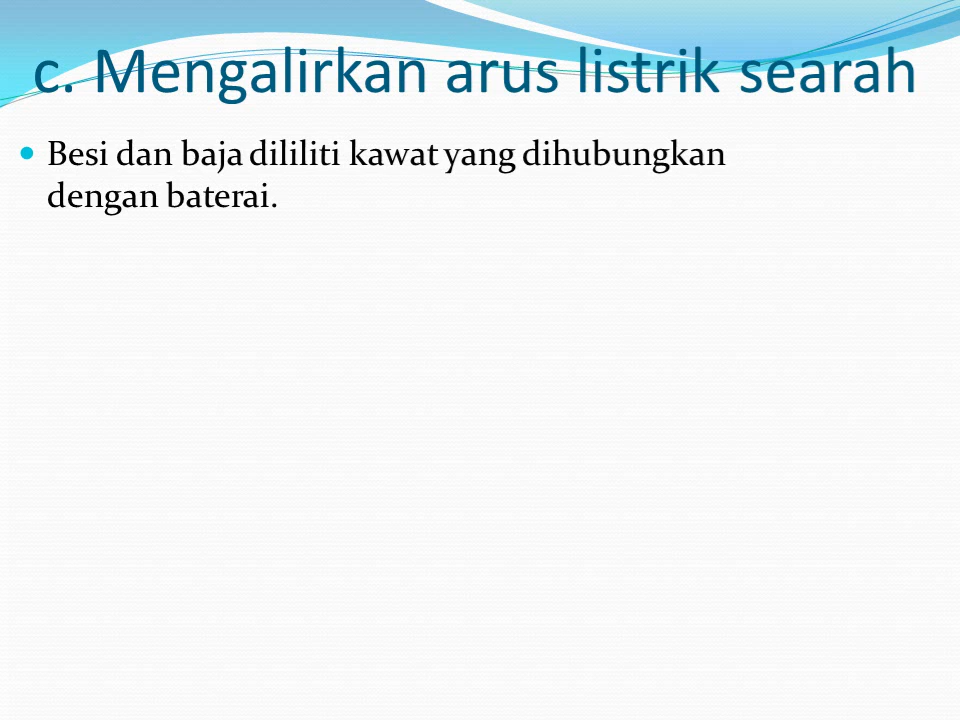 c. Mengalirkan arus listrik searah
• Besi dan baja dililiti kawat yang dihubungkan
dengan baterai.